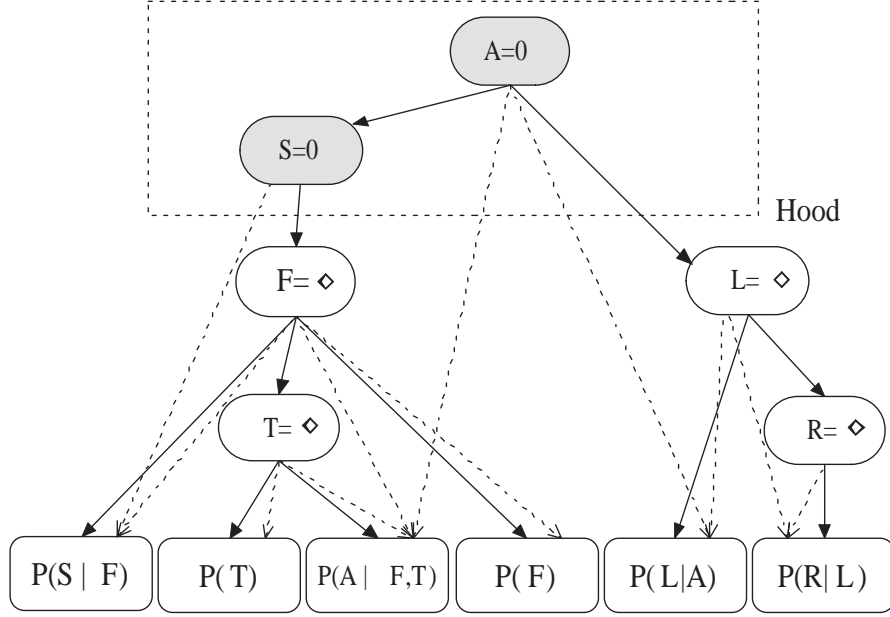 A=0
S=0
Hood
F= ◇
L= ◇
T= ◇
R= ◇
P(S | F)
P(T)
P(A | F,T)
P(F)
P(L|A)
P(R|L)